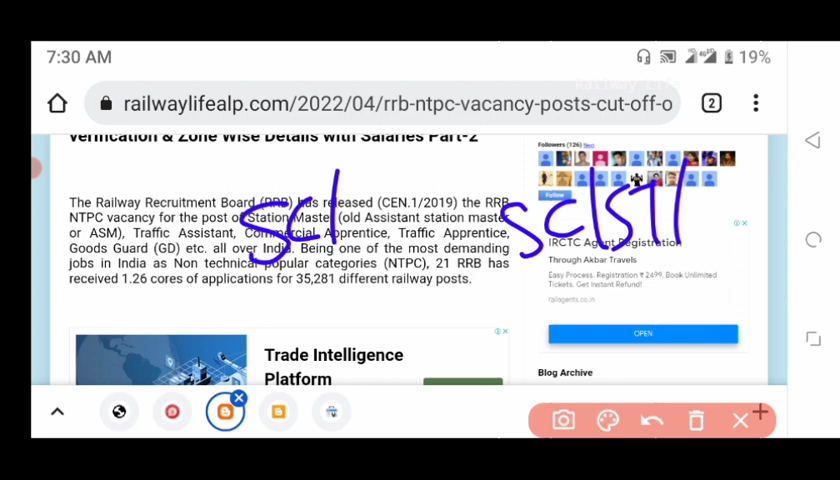 7:30 AM
19%
Railway Life
railwaylifealp.com/2022/04/rrb-ntpc-vacancy-posts-cut-off-o
2
Verification & Zone Wise Details with Salaries Part-2
The Railway Recruitment Board (RRB) has released (CEN.1/2019) the RRB
NTPC vacancy for the post of Station Master (old Assistant station master
or ASM), Traffic Assistant, Commercial Apprentice, Traffic Apprentice,
Goods Guard (GD) etc. all over India. Being one of the most demanding
jobs in India as Non technical popular categories (NTPC), 21 RRB has
received 1.26 cores of applications for 35,281 different railway posts.
SC/
SC/ST/
Trade Intelligence
Platform
Followers (126) Next
Follow
IRCTC Agent Registration
Through Akbar Travels
Easy Process. Registration ₹ 2499. Book Unlimited
Tickets. Get Instant Refund!
railagents.co.in
OPEN
Blog Archive